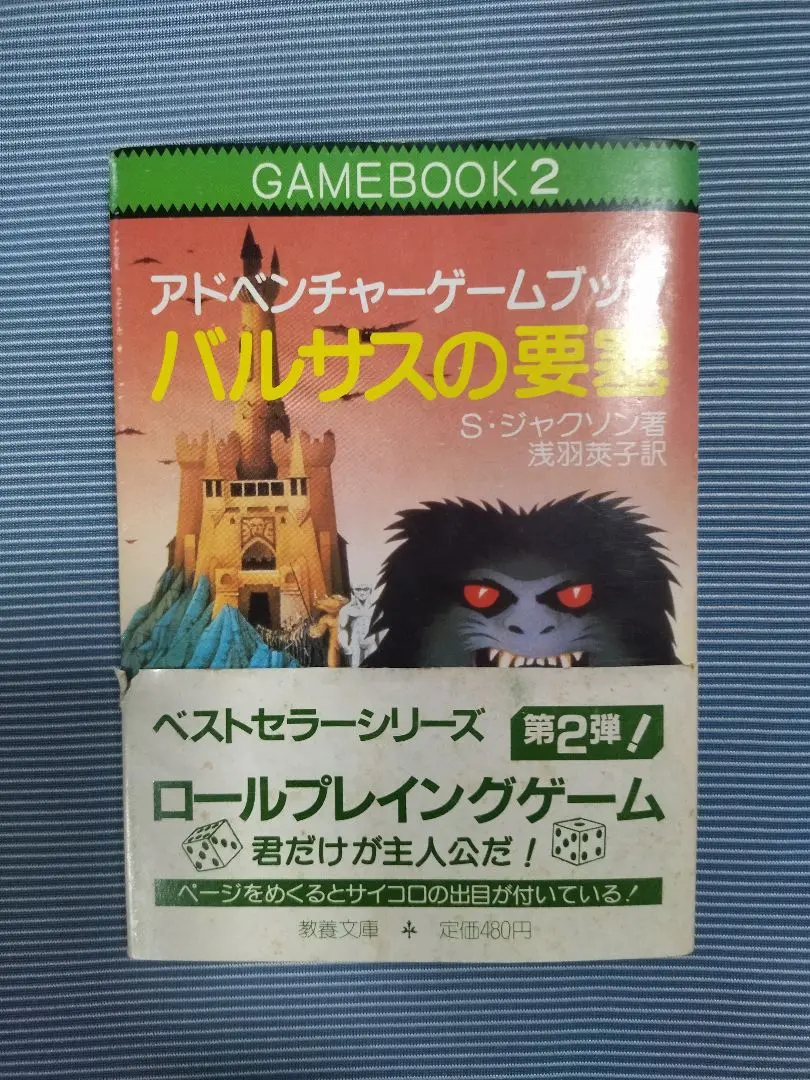 GAMEBOOK 2
アドベンチャーゲームブック
バルサスの要塞
S・ジャクソン著
浅羽莢子訳
ベストセラーシリーズ
第2弾!
ロールプレイングゲーム
君だけが主人公だ!
ページをめくるとサイコロの出目が付いている!
教養文庫 定価480円